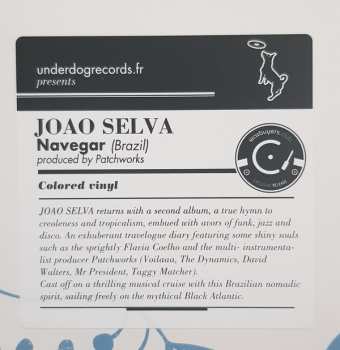 underdogrecords.fr
presents
JOAO SELVA
Navegar (Brazil)
produced by Patchworks
Colored vinyl
JOAO SELVA returns with a second album, a true hymn to
creoleness and tropicalism, embued with ators of funk, jazz and
disco. An exhuberant travelogue diary featuring some shiny souls
such as the sprightly Flavia Coelho and the multi- instrumenta-
list producer Patchworks (Voilaaa, The Dynamics, David
Walters, Mr President, Taggy Matcher).
Cast off on a thrilling musical cruise with this Brazilian nomadic
spirit, sailing freely on the mythical Black Atlantic.